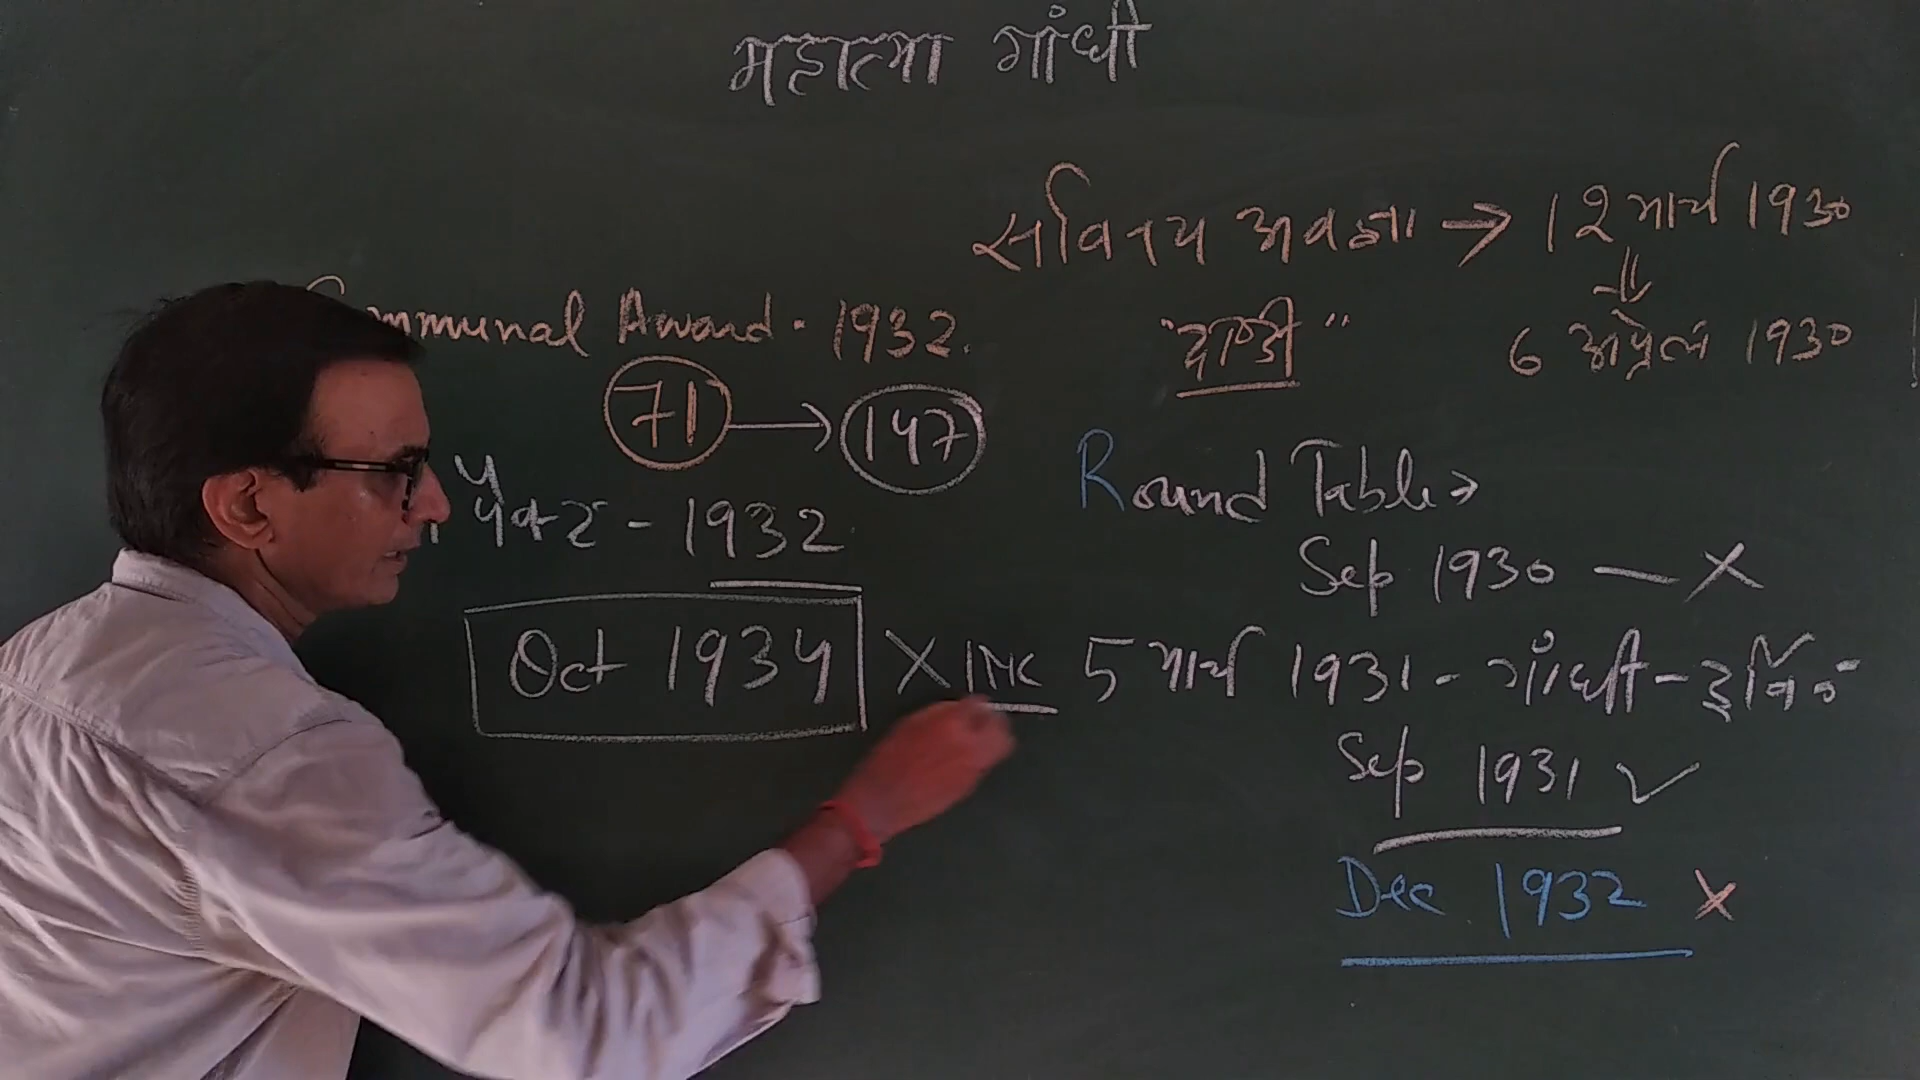 महात्मा गांधी
सविनय अवज्ञा → 12 मार्च 1930
⇓
"दाण्डी" 6 अप्रैल 1930
Communal Award · 1932.
71 → 147
पैक्ट - 1932
Oct 1934 X INC
Round Table →
Sep 1930 — X
5 मार्च 1931 - गांधी - इर्विन
Sep 1931 ✓
Dec 1932 X